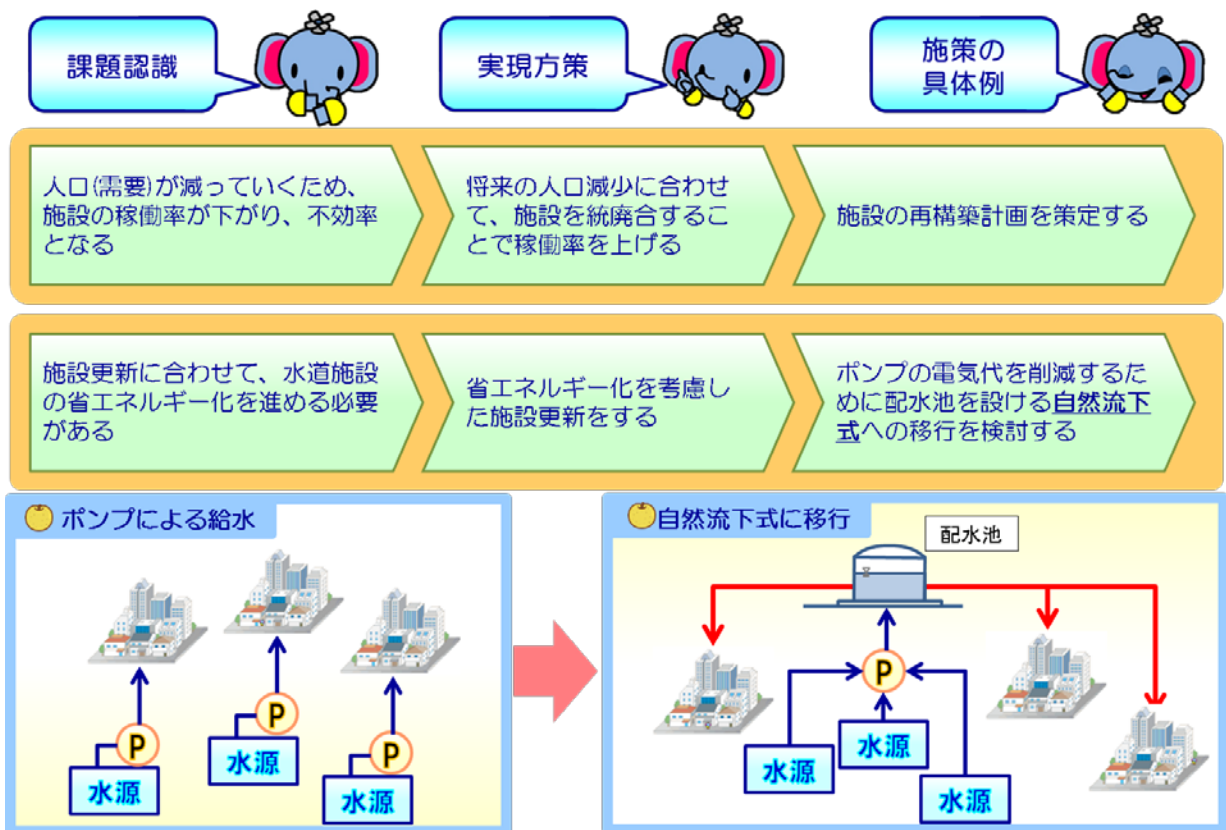 課題認識
実現方策
施策の
具体例
人口(需要)が減っていくため、
施設の稼働率が下がり、不効率
となる
将来の人口減少に合わせ
て、施設を統廃合するこ
とで稼働率を上げる
施設の再構築計画を策定する
施設更新に合わせて、水道施設
の省エネルギー化を進める必要
がある
省エネルギー化を考慮し
た施設更新をする
ポンプの電気代を削減するた
めに配水池を設ける自然流下
式への移行を検討する
ポンプによる給水
P
水源
P
水源
P
水源
自然流下式に移行
配水池
P
水源
水源
水源